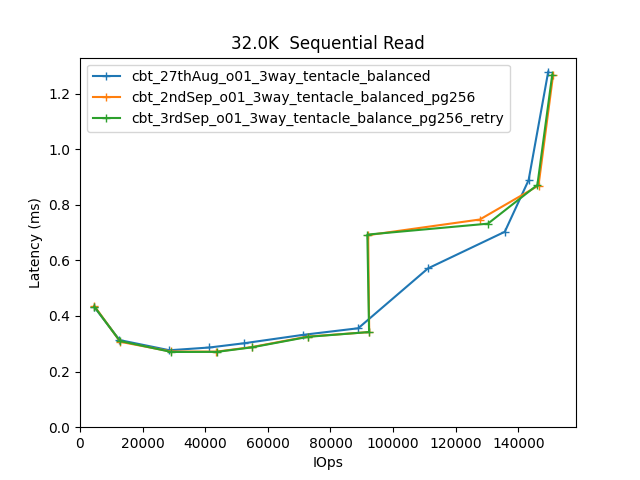 32.0K  Sequential Read
cbt_27thAug_o01_3way_tentacle_balanced
cbt_2ndSep_o01_3way_tentacle_balanced_pg256
cbt_3rdSep_o01_3way_tentacle_balance_pg256_retry
1.2
1.0
0.8
0.6
0.4
0.2
0.0
Latency (ms)
0 20000 40000 60000 80000 100000 120000 140000
IOps